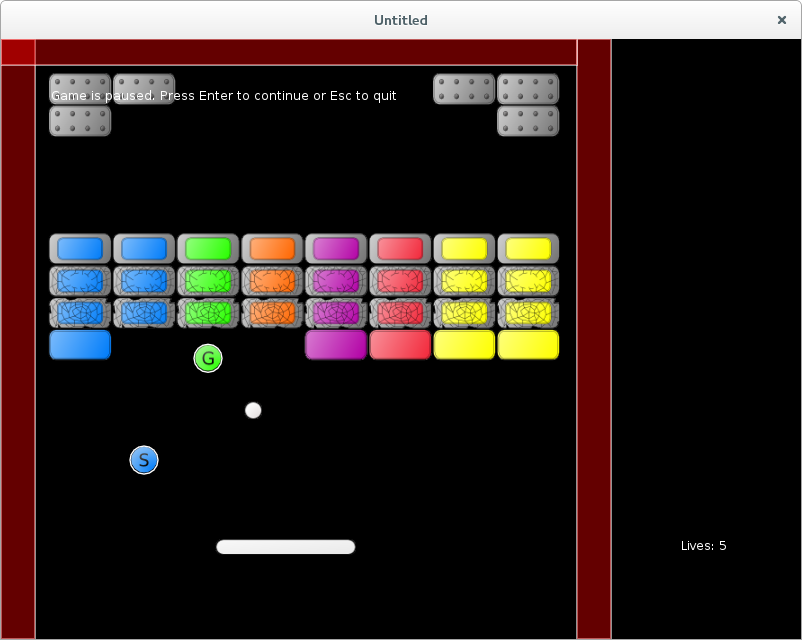 Untitled
Game is paused. Press Enter to continue or Esc to quit
G
S
Lives: 5